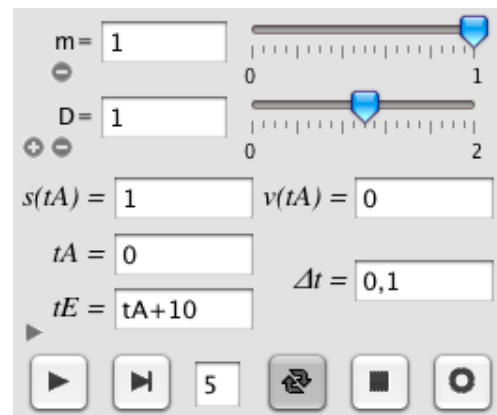 m= 1
0 1
D= 1
0 2
s(tA) = 1 v(tA) = 0
tA = 0
Δt = 0,1
tE = tA+10
5